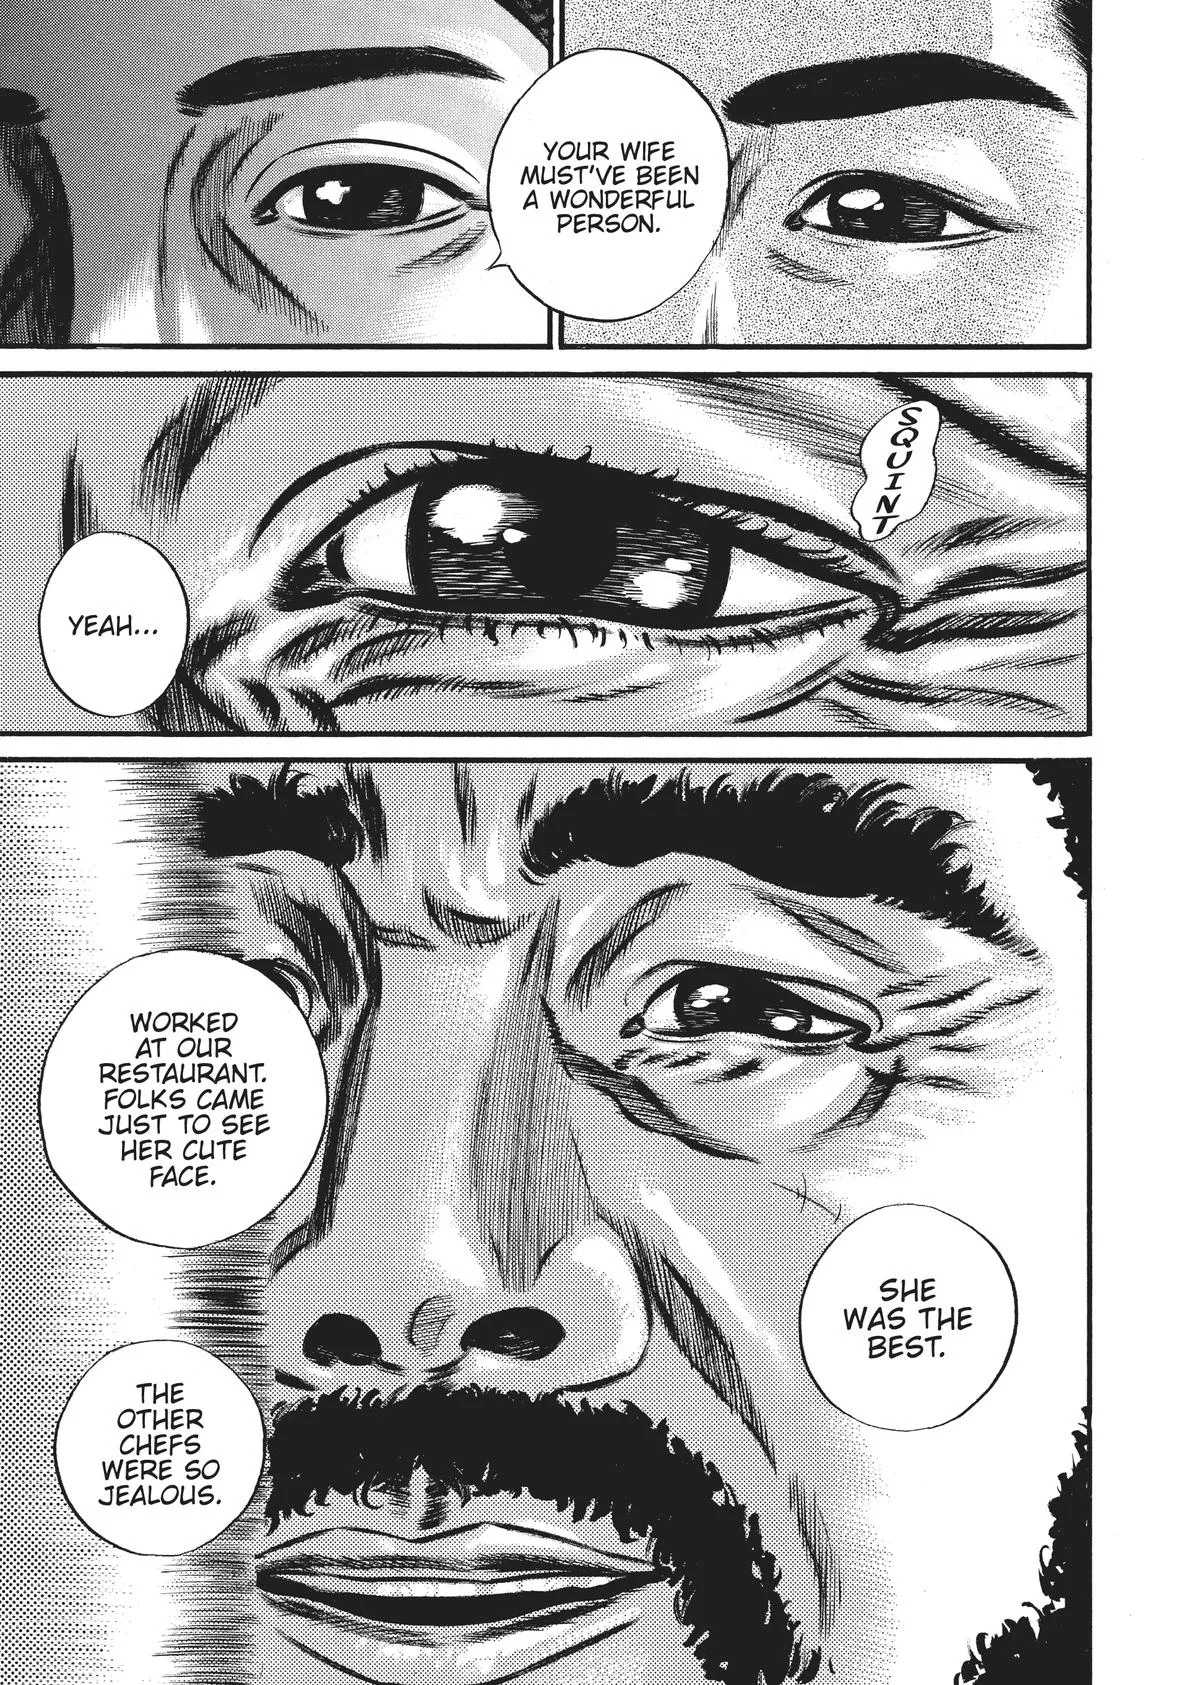 YOUR WIFE
MUST'VE BEEN
A WONDERFUL
PERSON.
SQUINT
YEAH...
SHE
WAS THE
BEST.
WORKED
AT OUR
RESTAURANT.
FOLKS CAME
JUST TO SEE
HER CUTE
FACE.
THE
OTHER
CHEFS
WERE SO
JEALOUS.